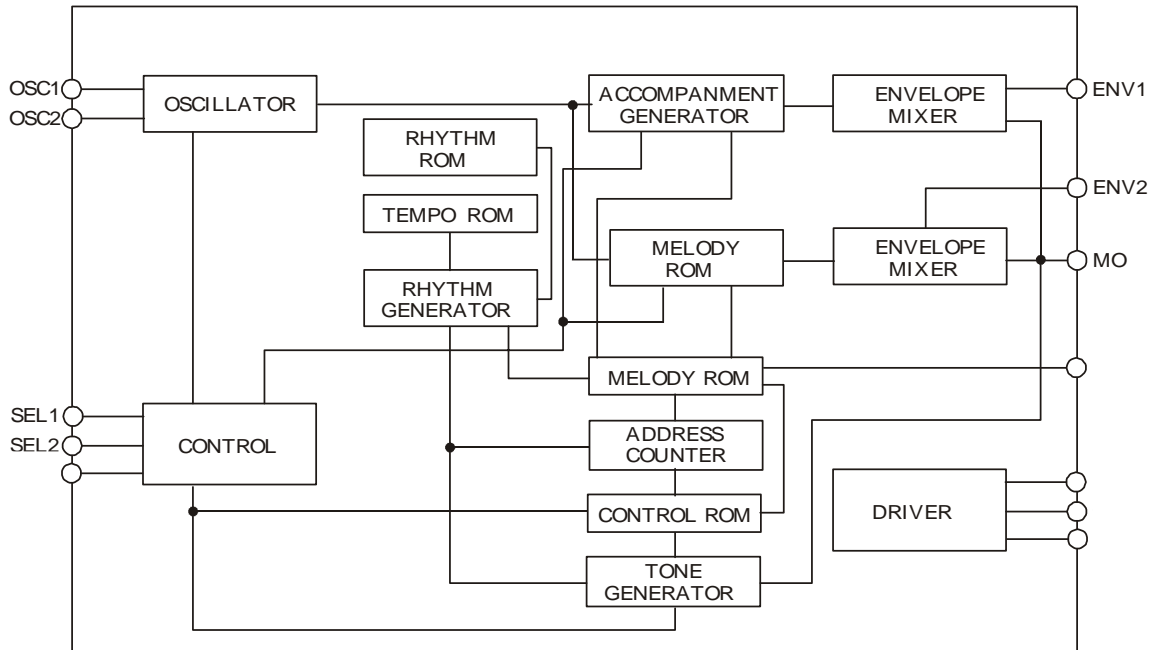 OSC1
OSC2
OSCILLATOR
ACCOMPANMENT
GENERATOR
ENVELOPE
MIXER
ENV1
RHYTHM
ROM
TEMPO ROM
ENV2
MELODY
ROM
ENVELOPE
MIXER
MO
RHYTHM
GENERATOR
MELODY ROM
SEL1
SEL2
CONTROL
ADDRESS
COUNTER
CONTROL ROM
DRIVER
TONE
GENERATOR